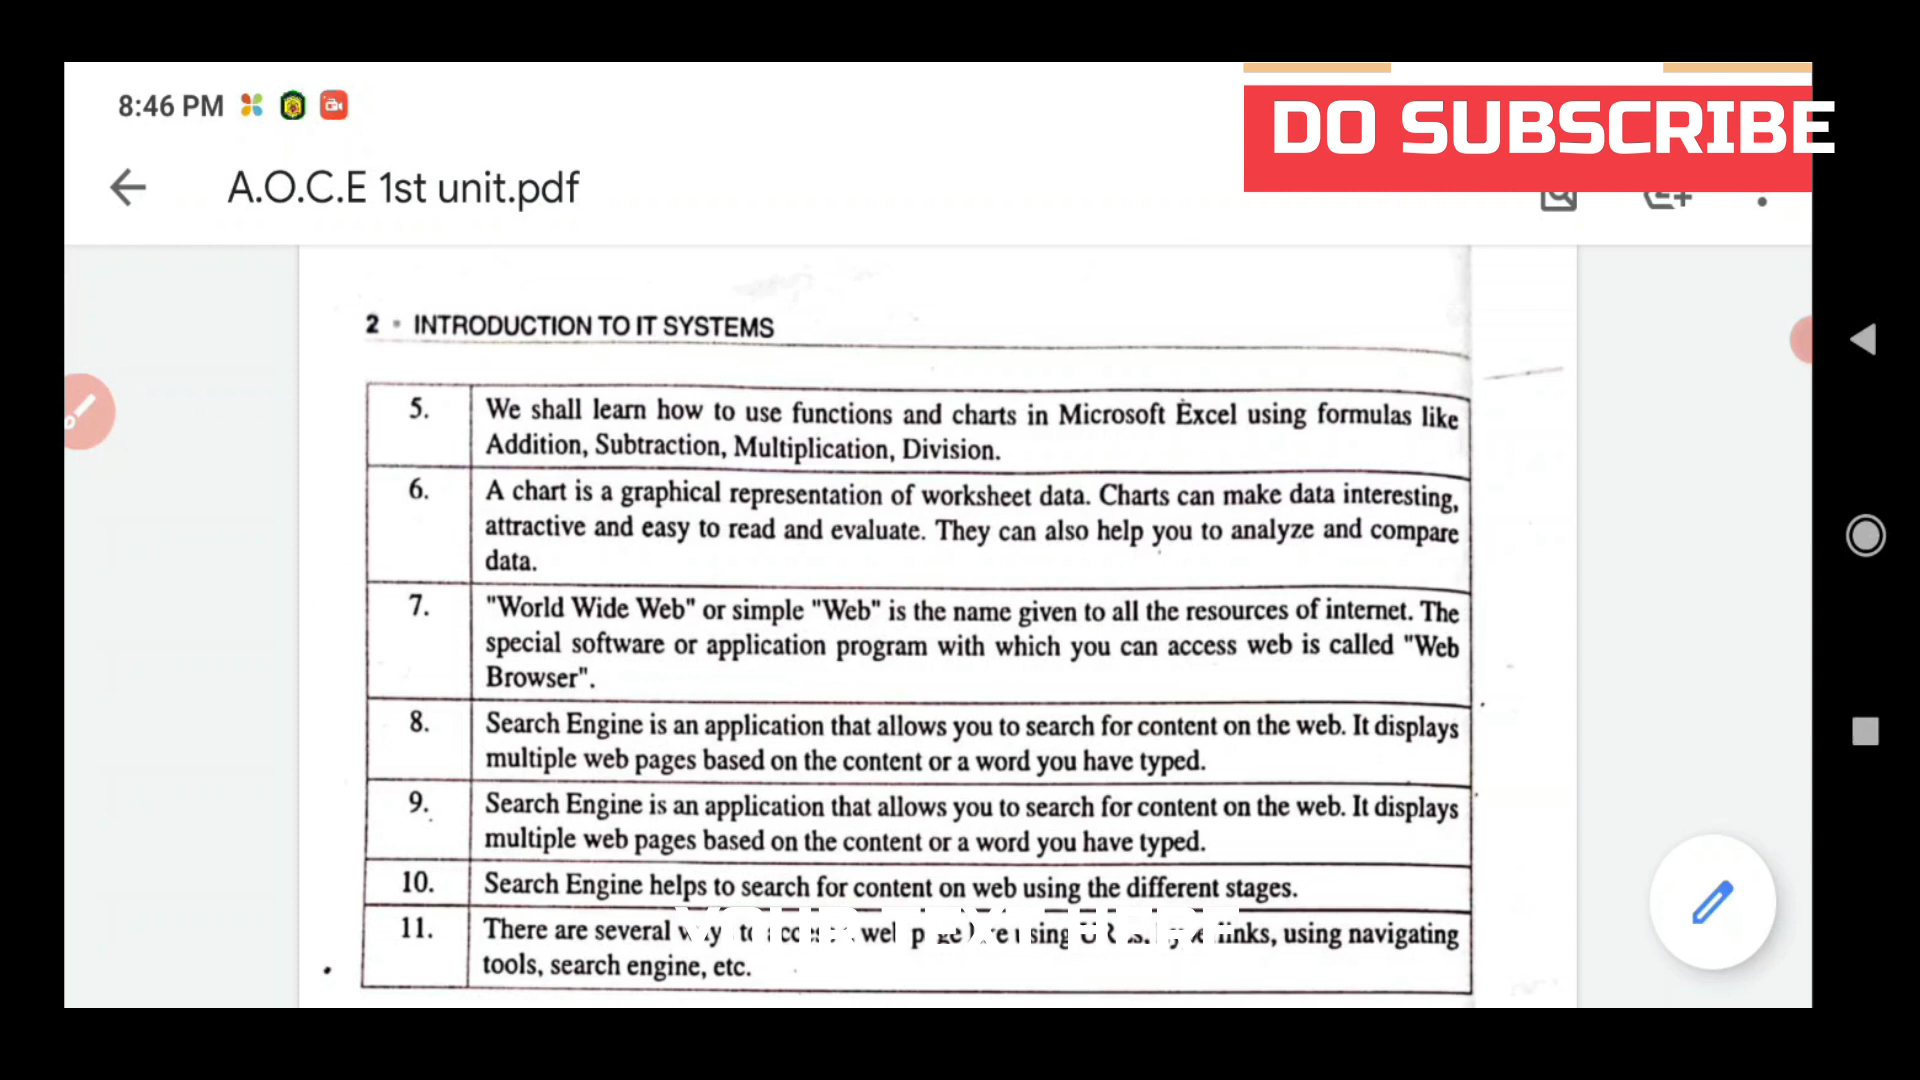 8:46 PM
DO SUBSCRIBE
A.O.C.E 1st unit.pdf
2 • INTRODUCTION TO IT SYSTEMS
5. We shall learn how to use functions and charts in Microsoft Excel using formulas like
Addition, Subtraction, Multiplication, Division.
6. A chart is a graphical representation of worksheet data. Charts can make data interesting,
attractive and easy to read and evaluate. They can also help you to analyze and compare
data.
7. "World Wide Web" or simple "Web" is the name given to all the resources of internet. The
special software or application program with which you can access web is called "Web
Browser".
8. Search Engine is an application that allows you to search for content on the web. It displays
multiple web pages based on the content or a word you have typed.
9. Search Engine is an application that allows you to search for content on the web. It displays
multiple web pages based on the content or a word you have typed.
10. Search Engine helps to search for content on web using the different stages.
11. There are several using navigating
tools, search engine, etc.